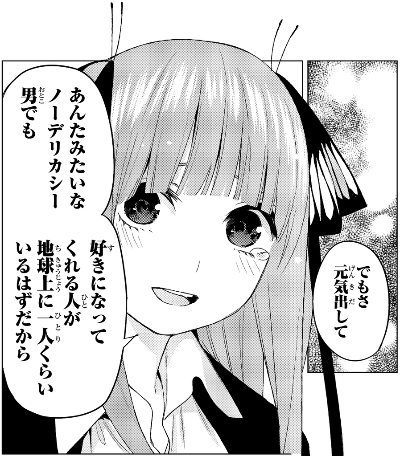 でもさ
元気出して
あんたみたいな
ノーデリカシー
男でも
好きになって
くれる人が
地球上に一人くらい
いるはずだから